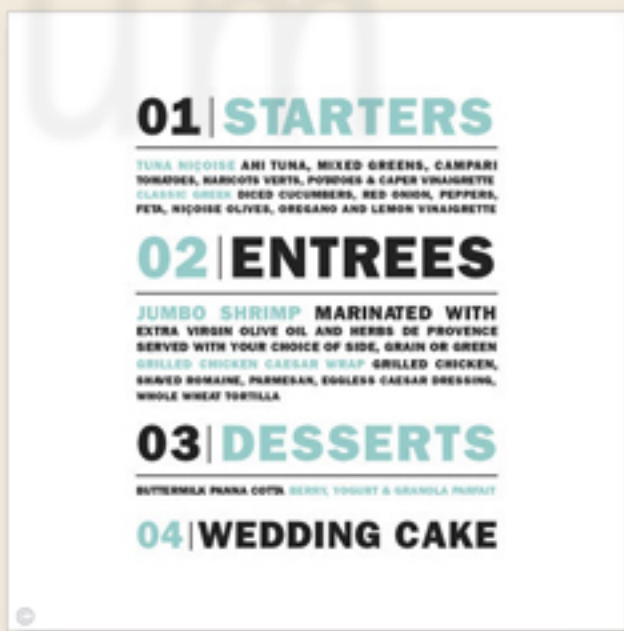 um
01|STARTERS
TUNA NIÇOISE AHI TUNA, MIXED GREENS, CAMPARI
TOMATOES, HARICOTS VERTS, POTATOES & CAPER VINAIGRETTE
CLASSIC GREEK DICED CUCUMBERS, RED ONION, PEPPERS,
FETA, NIÇOISE OLIVES, OREGANO AND LEMON VINAIGRETTE
02|ENTREES
JUMBO SHRIMP MARINATED WITH
EXTRA VIRGIN OLIVE OIL AND HERBS DE PROVENCE
SERVED WITH YOUR CHOICE OF SIDE, GRAIN OR GREEN
GRILLED CHICKEN CAESAR WRAP GRILLED CHICKEN,
SHAVED ROMAINE, PARMESAN, EGGLESS CAESAR DRESSING,
WHOLE WHEAT TORTILLA
03|DESSERTS
BUTTERMILK PANNA COTTA BERRY, YOGURT & GRANOLA PARFAIT
04|WEDDING CAKE